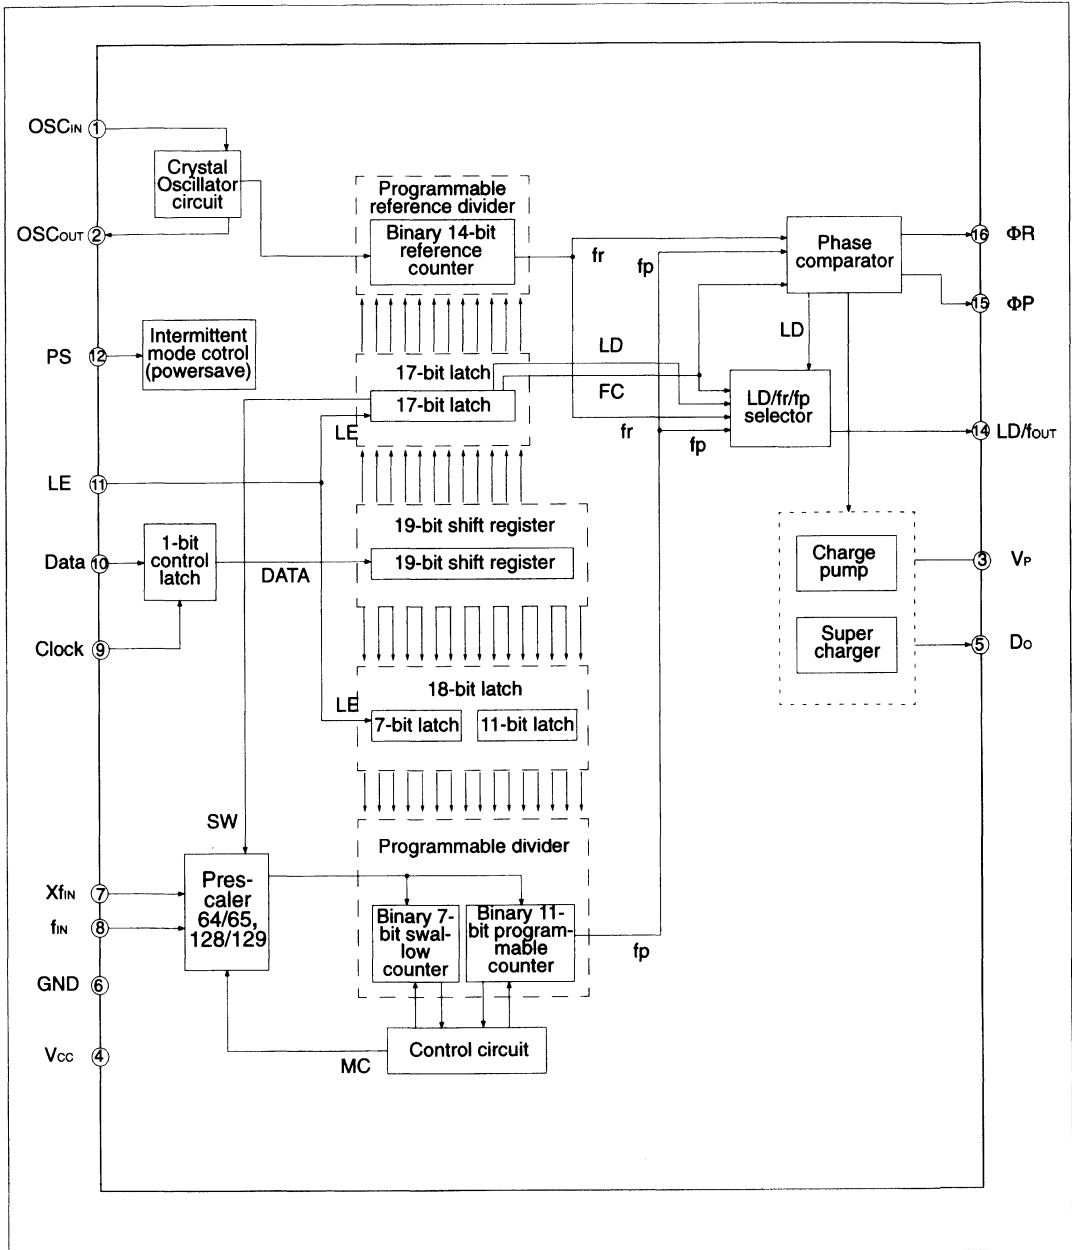 OSCIN
1
Crystal
Oscillator
circuit
OSCOUT
2
PS
12
Intermittent
mode cotrol
(powersave)
LE
11
Data
10
1-bit
control
latch
DATA
Clock
9
SW
XfIN
7
fIN
8
Pres-
caler
64/65,
128/129
GND
6
VCC
4
MC
Programmable
reference divider
Binary 14-bit
reference
counter
17-bit latch
17-bit latch
LE
19-bit shift register
19-bit shift register
18-bit latch
LE
7-bit latch
11-bit latch
Programmable divider
Binary 7-
bit swal-
low
counter
Binary 11-
bit program-
mable
counter
Control circuit
fr
fp
LD
FC
fr
fp
fp
Phase
comparator
LD
LD/fr/fp
selector
Charge
pump
Super
charger
16
ΦR
15
ΦP
14
LD/fOUT
3
VP
5
DO